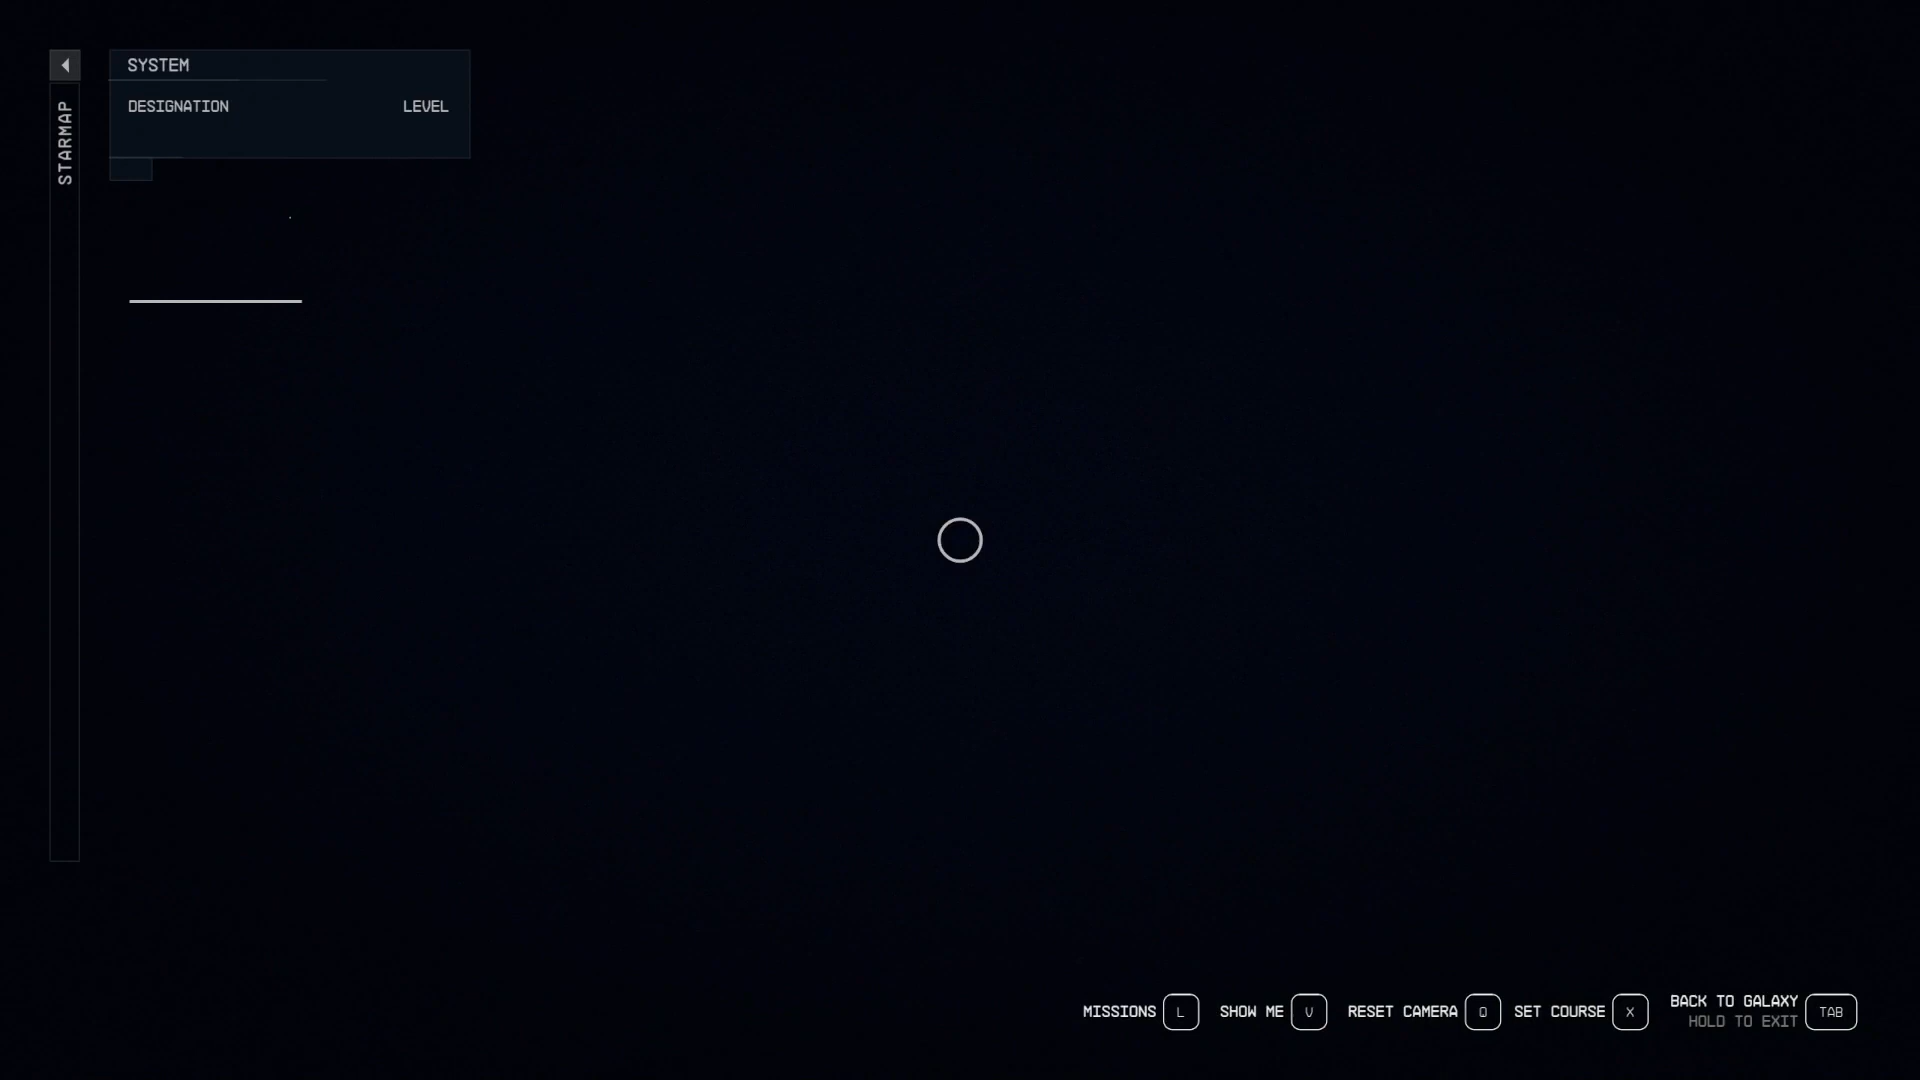 SYSTEM
DESIGNATION LEVEL
STARMAP
MISSIONS L SHOW ME V RESET CAMERA Q SET COURSE X BACK TO GALAXY TAB
HOLD TO EXIT